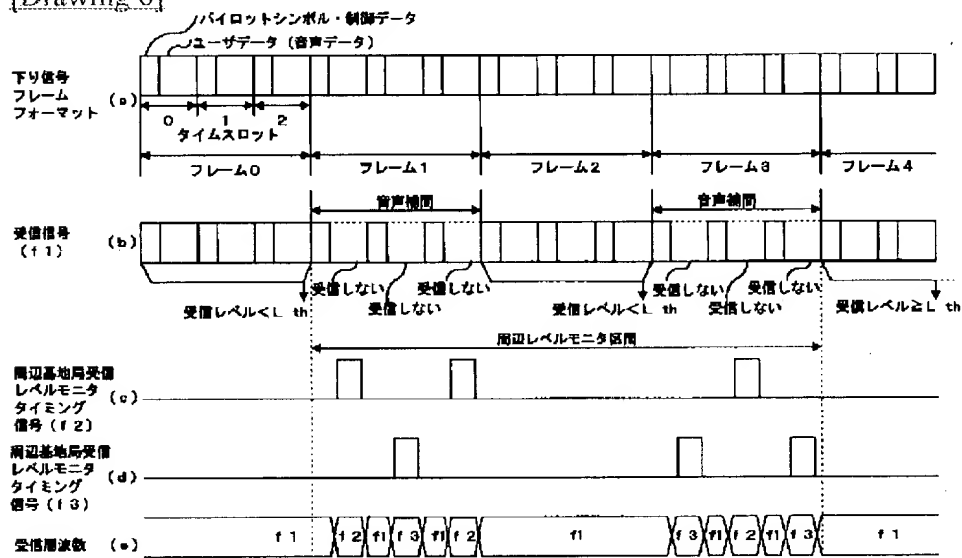 [Drawing 6]
パイロットシンボル・制御データ
ユーザデータ（音声データ）
下り信号
フレーム (a)
フォーマット
0 1 2
タイムスロット
フレーム0 フレーム1 フレーム2 フレーム3 フレーム4
音声補間 音声補間
受信信号 (b)
(f1)
受信しない 受信しない 受信しない 受信しない
受信レベル<L th 受信しない 受信レベル<L th 受信しない 受信レベル≧L th
周辺レベルモニタ区間
周辺基地局受信
レベルモニタ (c)
タイミング
信号(f2)
周辺基地局受信
レベルモニタ (d)
タイミング
信号(f3)
受信周波数 (e) f1 f2 f1 f3 f1 f2 f1 f3 f1 f2 f1 f3 f1